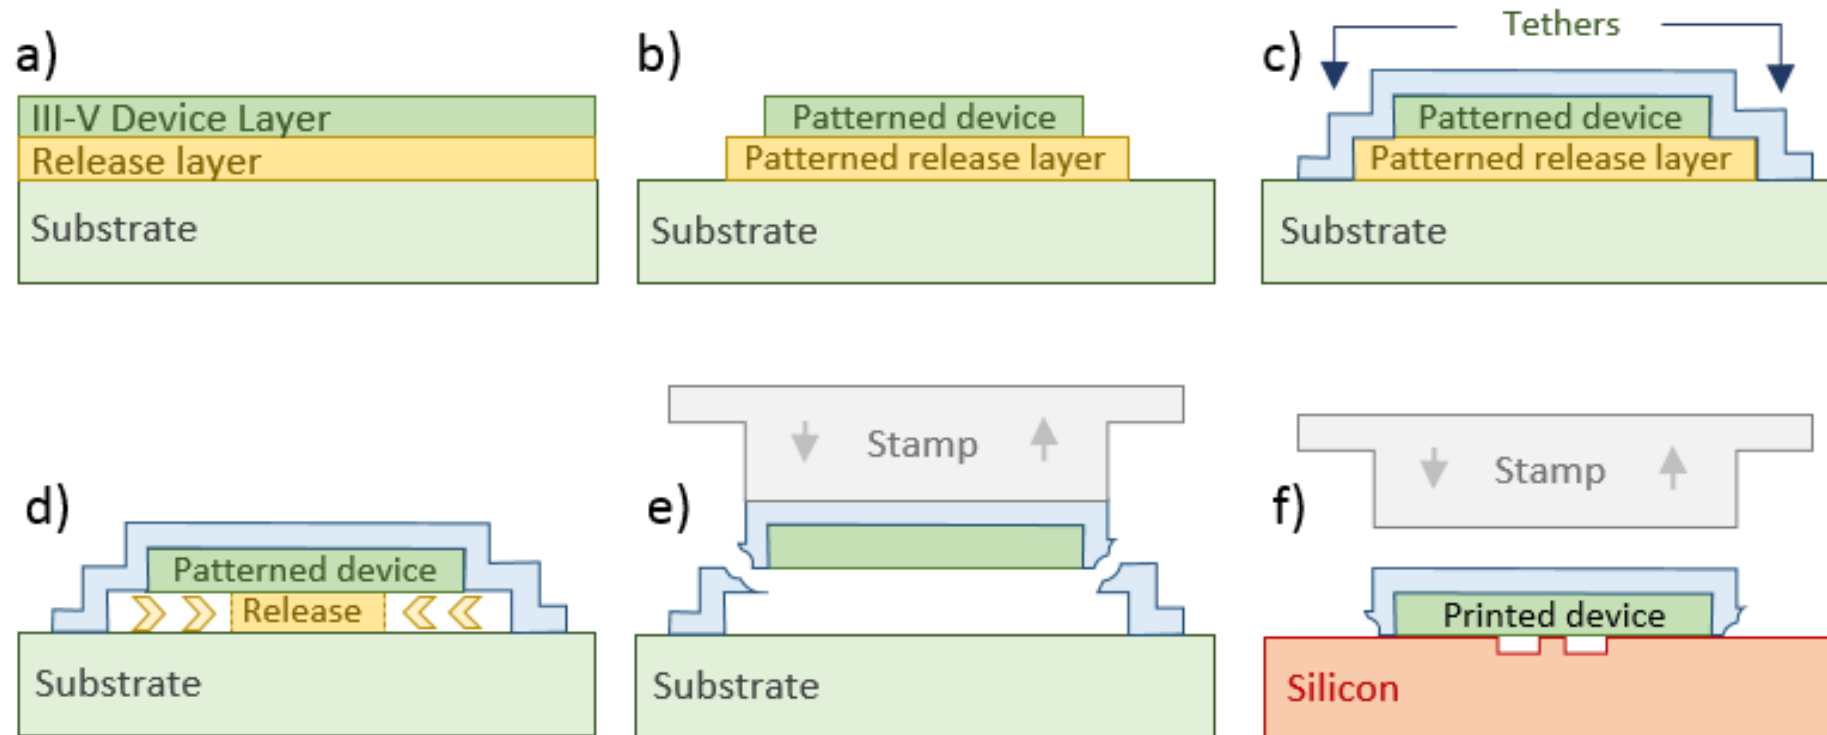 a)
III-V Device Layer
Release layer
Substrate
b)
Patterned device
Patterned release layer
Substrate
c)
Tethers
Patterned device
Patterned release layer
Substrate
d)
Patterned device
Release
Substrate
e)
Stamp
Substrate
f)
Stamp
Printed device
Silicon